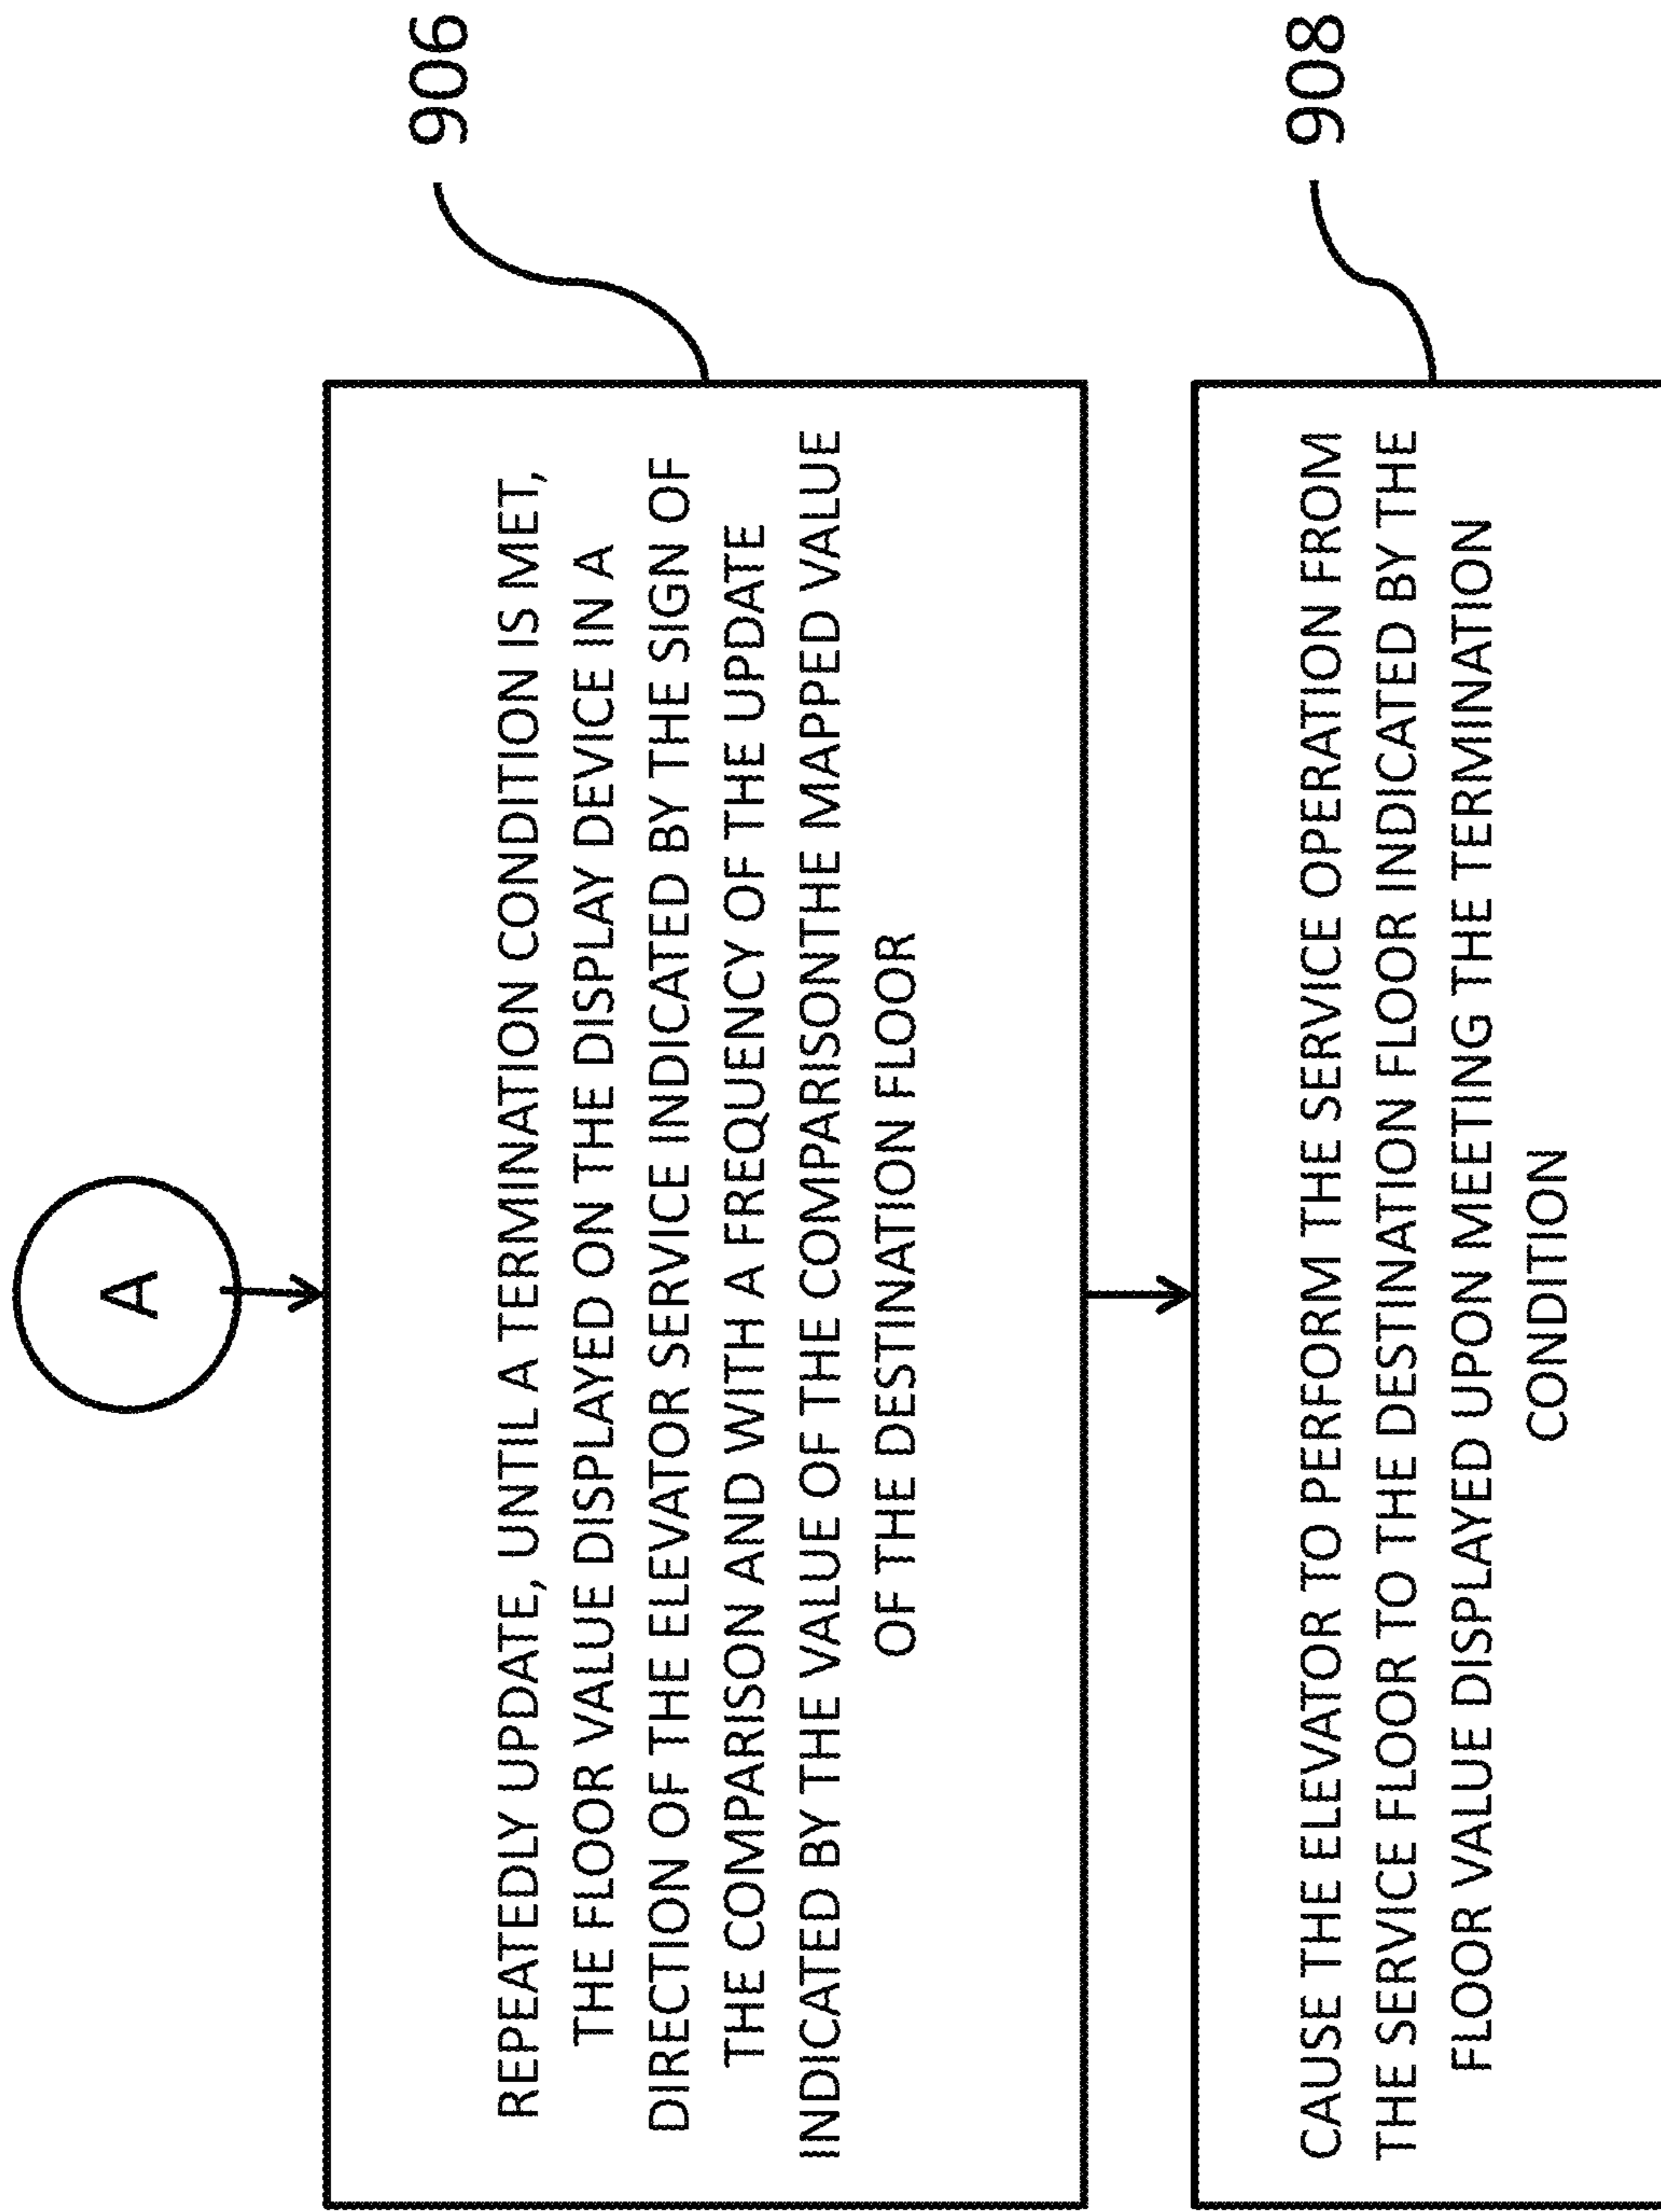 A
REPEATEDLY UPDATE, UNTIL A TERMINATION CONDITION IS MET,
THE FLOOR VALUE DISPLAYED ON THE DISPLAY DEVICE IN A
DIRECTION OF THE ELEVATOR SERVICE INDICATED BY THE SIGN OF
THE COMPARISON AND WITH A FREQUENCY OF THE UPDATE
INDICATED BY THE VALUE OF THE COMPARISONTHE MAPPED VALUE
OF THE DESTINATION FLOOR
906
CAUSE THE ELEVATOR TO PERFORM THE SERVICE OPERATION FROM
THE SERVICE FLOOR TO THE DESTINATION FLOOR INDICATED BY THE
FLOOR VALUE DISPLAYED UPON MEETING THE TERMINATION
CONDITION
908